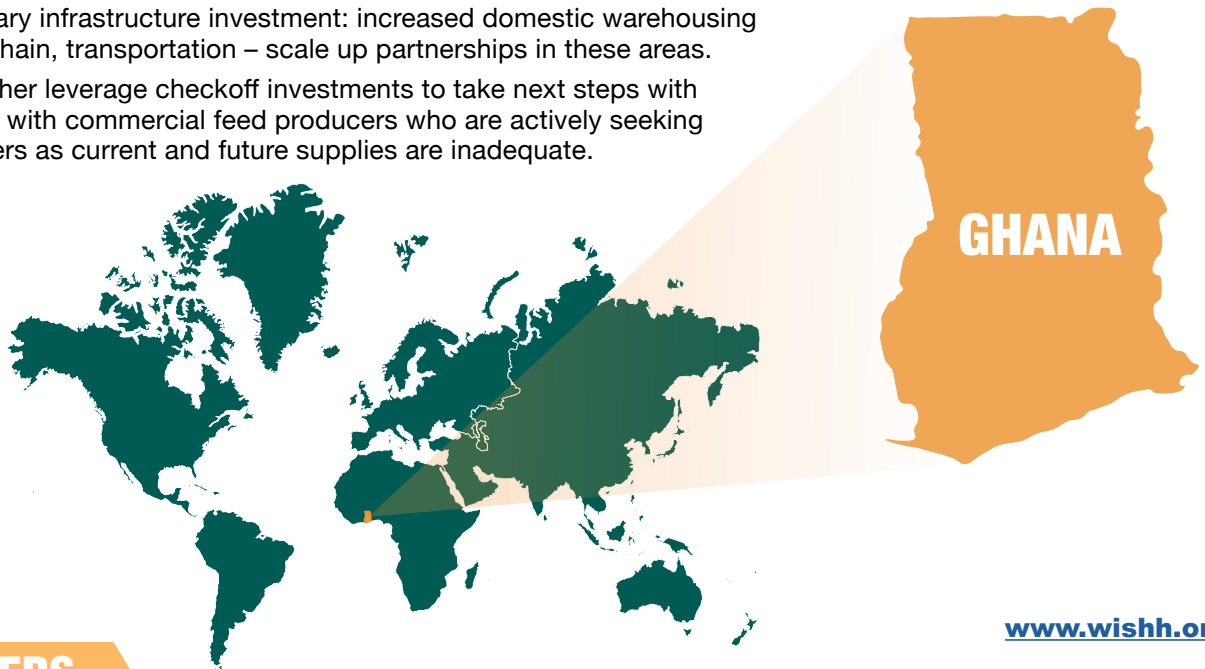 ary infrastructure investment: increased domestic warehousing
hain, transportation – scale up partnerships in these areas.
her leverage checkoff investments to take next steps with
with commercial feed producers who are actively seeking
ers as current and future supplies are inadequate.
GHANA
www.wishh.or